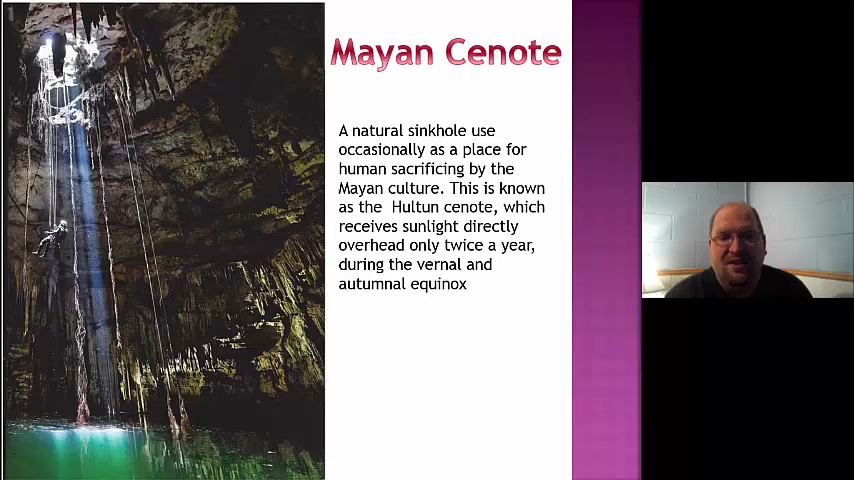 Mayan Cenote
A natural sinkhole use
occasionally as a place for
human sacrificing by the
Mayan culture. This is known
as the  Hultun cenote, which
receives sunlight directly
overhead only twice a year,
during the vernal and
autumnal equinox